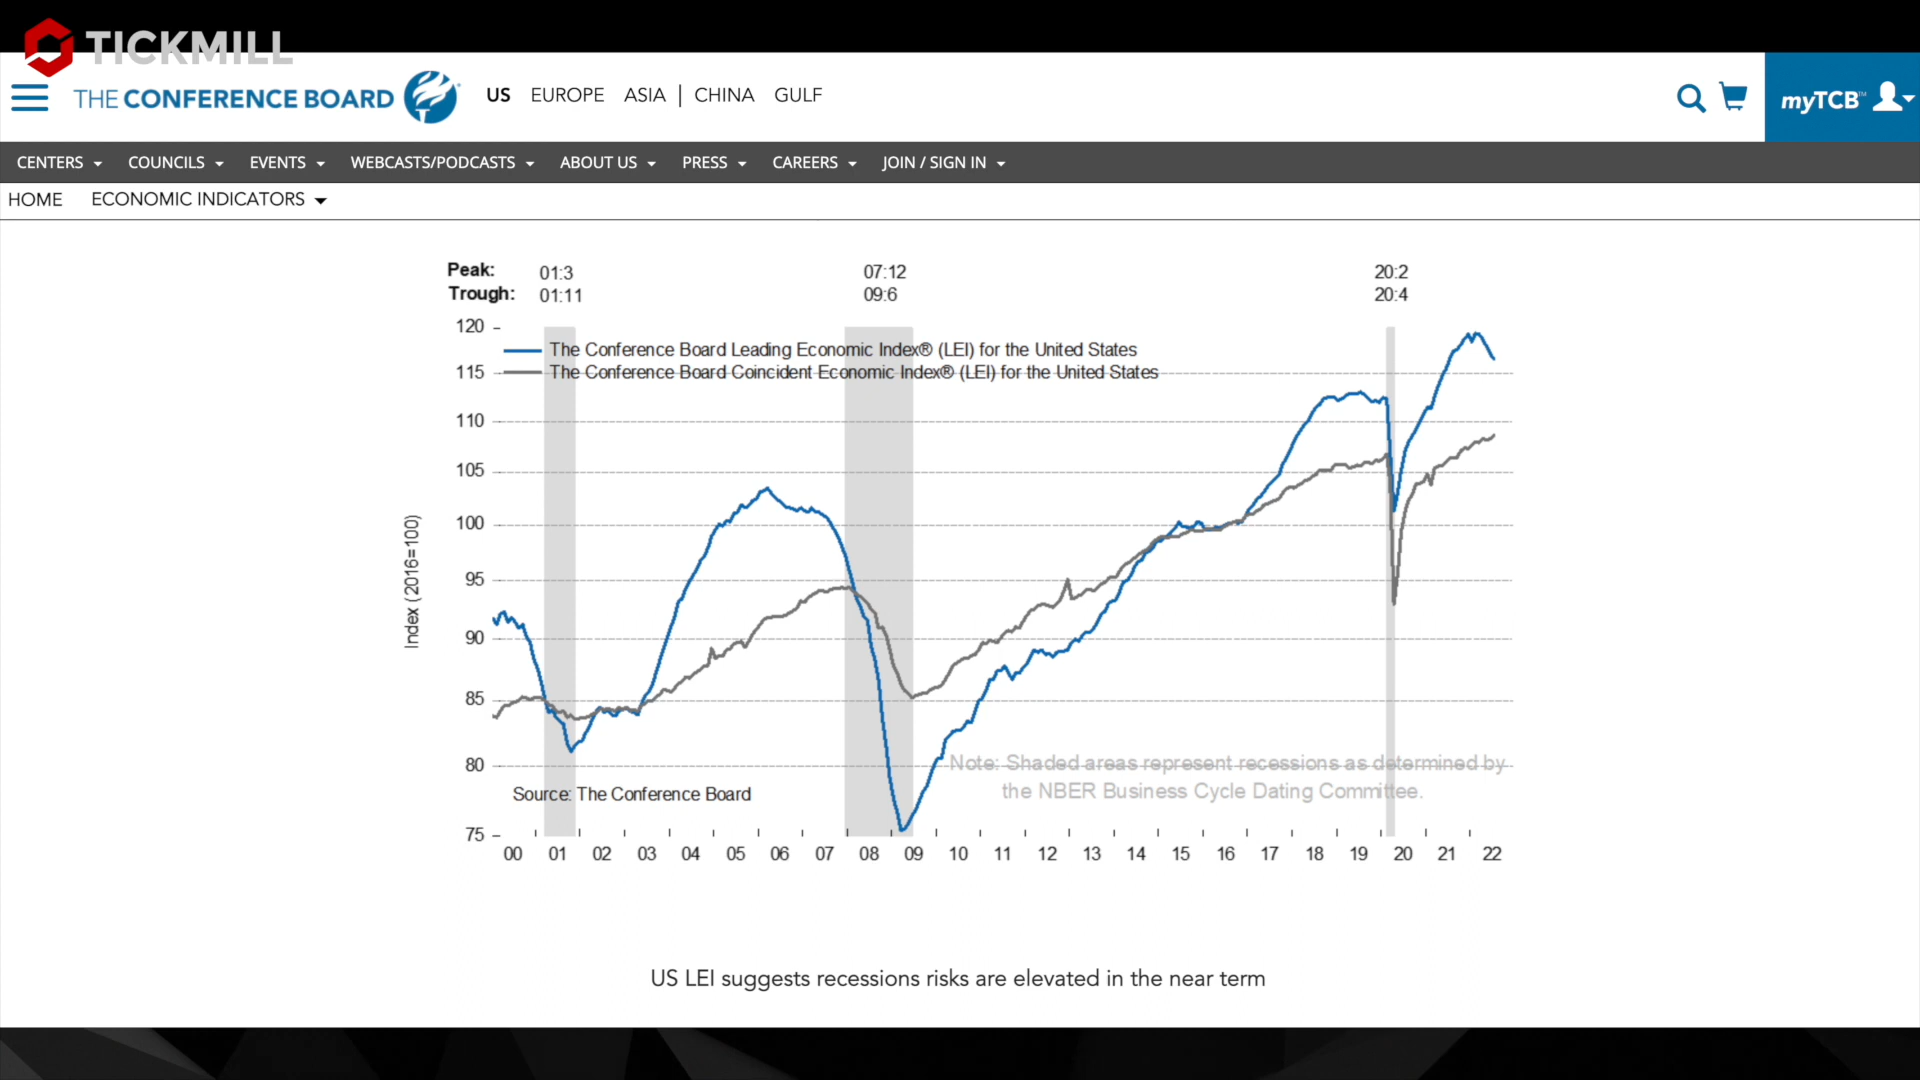 TICKMILL
THE CONFERENCE BOARD
US EUROPE ASIA | CHINA GULF
myTCB™
CENTERS COUNCILS EVENTS WEBCASTS/PODCASTS ABOUT US PRESS CAREERS JOIN / SIGN IN
HOME ECONOMIC INDICATORS
Peak: 01:3 07:12 20:2
Trough: 01:11 09:6 20:4
120
The Conference Board Leading Economic Index® (LEI) for the United States
115
The Conference Board Coincident Economic Index® (LEI) for the United States
110
105
100
95
90
85
80
75
Index (2016=100)
Note: Shaded areas represent recessions as determined by
the NBER Business Cycle Dating Committee.
Source: The Conference Board
00 01 02 03 04 05 06 07 08 09 10 11 12 13 14 15 16 17 18 19 20 21 22
US LEI suggests recessions risks are elevated in the near term